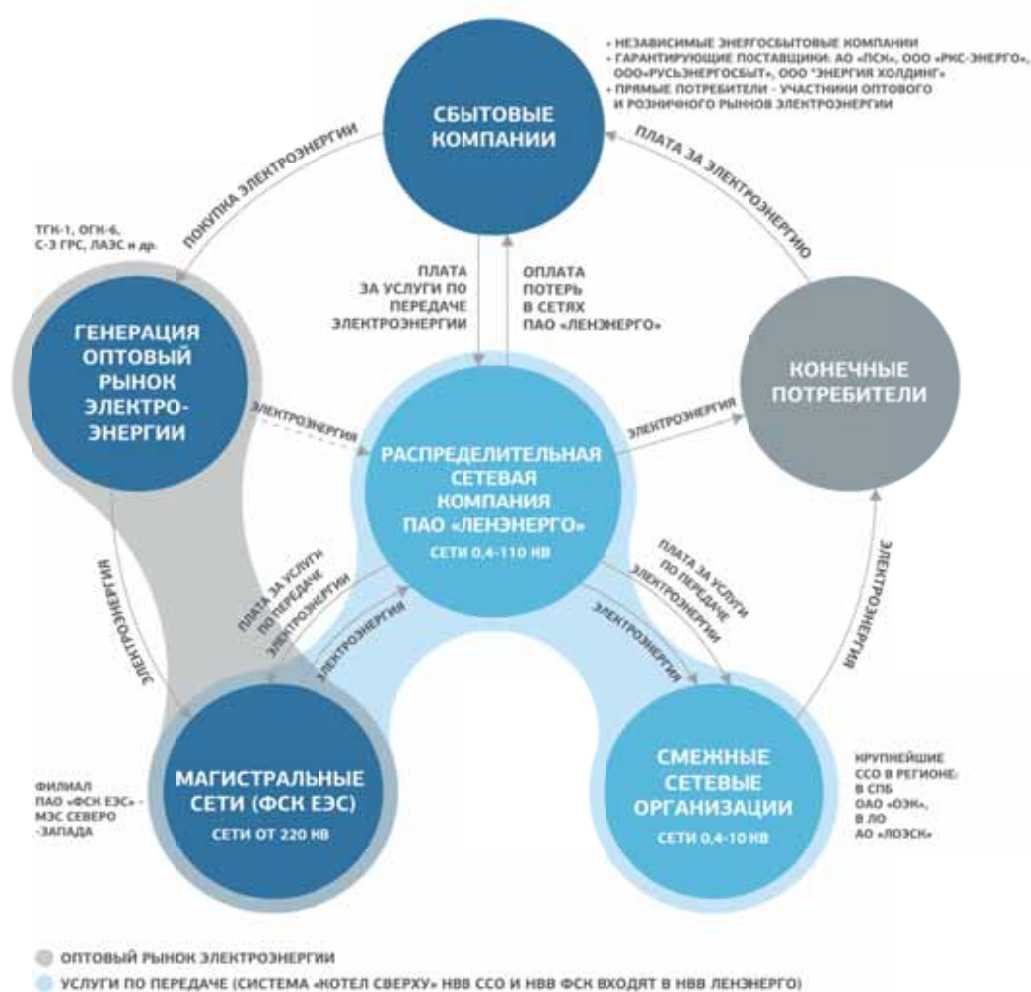 СБЫТОВЫЕ
КОМПАНИИ
• НЕЗАВИСИМЫЕ ЭНЕРГОСБЫТОВЫЕ КОМПАНИИ
• ГАРАНТИРУЮЩИЕ ПОСТАВЩИКИ: АО «ПСК», ООО «РКС-ЭНЕРГО»,
ООО«РУСЬЭНЕРГОСБЫТ», ООО "ЭНЕРГИЯ ХОЛДИНГ»
• ПРЯМЫЕ ПОТРЕБИТЕЛИ - УЧАСТНИКИ ОПТОВОГО
И РОЗНИЧНОГО РЫНКОВ ЭЛЕКТРОЭНЕРГИИ
ПОКУПКА ЭЛЕКТРОЭНЕРГИИ
ПЛАТА ЗА ЭЛЕКТРОЭНЕРГИЮ
ТГК-1, ОГК-6,
С-З ГРС, ЛАЭС и др.
ПЛАТА
ЗА УСЛУГИ ПО
ПЕРЕДАЧЕ
ЭЛЕКТРОЭНЕРГИИ
ОПЛАТА
ПОТЕРЬ
В СЕТЯХ
ПАО «ЛЕНЭНЕРГО»
ГЕНЕРАЦИЯ
ОПТОВЫЙ
РЫНОК
ЭЛЕКТРО-
ЭНЕРГИИ
КОНЕЧНЫЕ
ПОТРЕБИТЕЛИ
ЭЛЕКТРОЭНЕРГИЯ
ЭЛЕКТРОЭНЕРГИЯ
РАСПРЕДЕЛИТЕЛЬНАЯ
СЕТЕВАЯ
КОМПАНИЯ
ПАО «ЛЕНЭНЕРГО»
СЕТИ 0,4-110 КВ
ЭЛЕКТРОЭНЕРГИЯ
ПЛАТА ЗА УСЛУГИ
ПО ПЕРЕДАЧЕ
ЭЛЕКТРОЭНЕРГИИ
ЭЛЕКТРОЭНЕРГИЯ
ПЛАТА ЗА УСЛУГИ
ПО ПЕРЕДАЧЕ
ЭЛЕКТРОЭНЕРГИИ
ЭЛЕКТРОЭНЕРГИЯ
ЭЛЕКТРОЭНЕРГИЯ
МАГИСТРАЛЬНЫЕ
СЕТИ (ФСК ЕЭС)
СЕТИ ОТ 220 КВ
ФИЛИАЛ
ПАО «ФСК ЕЭС» -
МЭС СЕВЕРО
-ЗАПАДА
СМЕЖНЫЕ
СЕТЕВЫЕ
ОРГАНИЗАЦИИ
СЕТИ 0,4-10 КВ
КРУПНЕЙШИЕ
ССО В РЕГИОНЕ:
В СПБ
ОАО «ОЭК»,
В ЛО
АО «ЛОЭСК»
ОПТОВЫЙ РЫНОК ЭЛЕКТРОЭНЕРГИИ
УСЛУГИ ПО ПЕРЕДАЧЕ (СИСТЕМА «КОТЕЛ СВЕРХУ» НВВ ССО И НВВ ФСК ВХОДЯТ В НВВ ЛЕНЭНЕРГО)